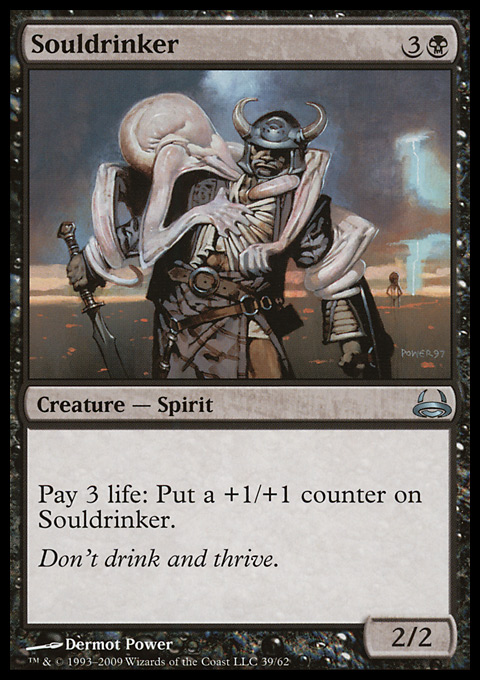 Souldrinker 3
POWER97
Creature — Spirit
Pay 3 life: Put a +1/+1 counter on
Souldrinker.
Don't drink and thrive.
Dermot Power
2/2
™ & © 1993–2009 Wizards of the Coast LLC 39/62